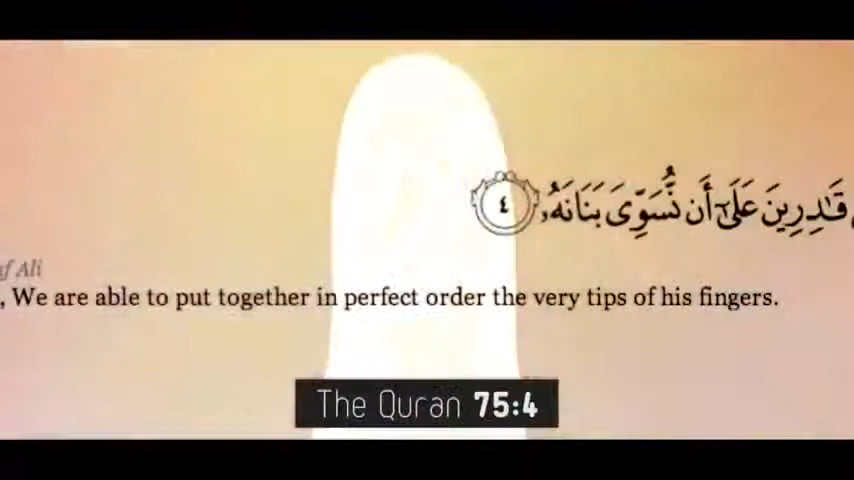 قَـٰدِرِينَ عَلَىٰٓ أَن نُّسَوِّىَ بَنَانَهُۥ ٤
af Ali
, We are able to put together in perfect order the very tips of his fingers.
The Quran 75:4